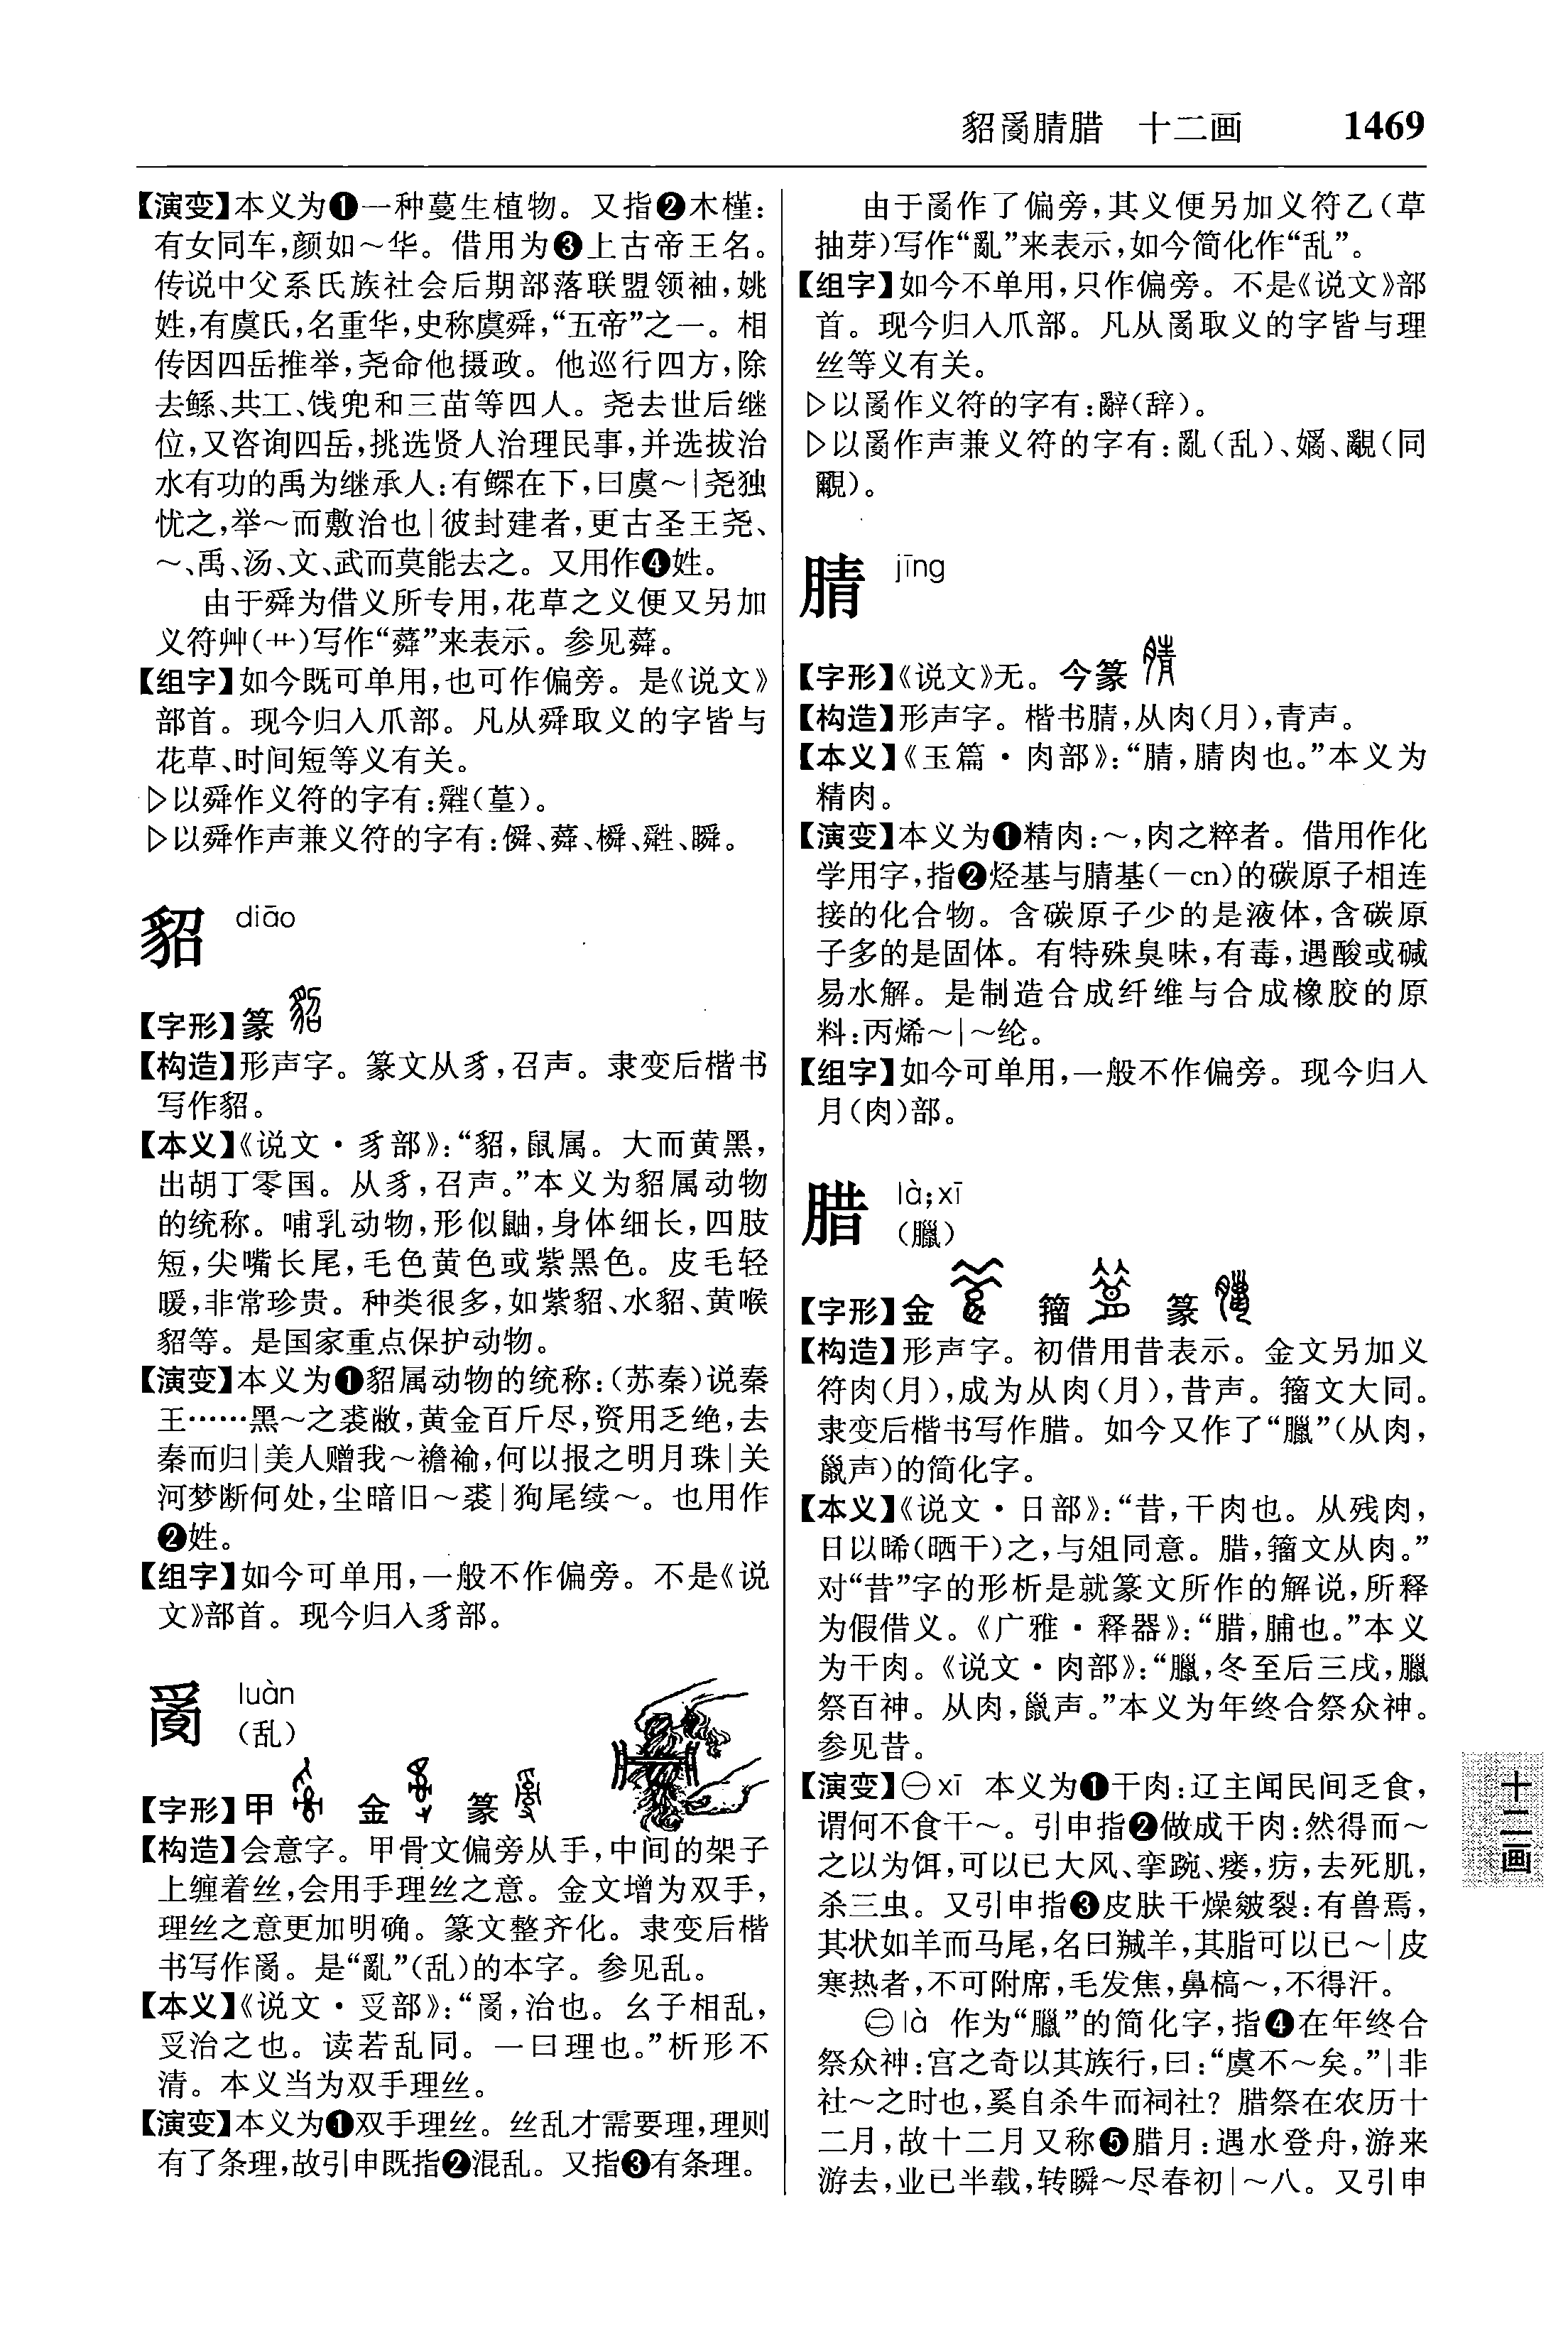 貂𤔔腈腊　十二画　1469
【演变】本义为❶一种蔓生植物。又指❷木槿：
有女同车，颜如～华。借用为❸上古帝王名。
传说中父系氏族社会后期部落联盟领袖，姚
姓，有虞氏，名重华，史称虞舜，“五帝”之一。相
传因四岳推举，尧命他摄政。他巡行四方，除
去鲧、共工、饯兜和三苗等四人。尧去世后继
位，又咨询四岳，挑选贤人治理民事，并选拔治
水有功的禹为继承人：有鳏在下，曰虞～｜尧独
忧之，举～而敷治也｜彼封建者，更古圣王尧、
～、禹、汤、文、武而莫能去之。又用作❹姓。
由于舜为借义所专用，花草之义便又另加
义符艸（艹）写作“蕣”来表示。参见蕣。
【组字】如今既可单用，也可作偏旁。是《说文》
部首。现今归入爪部。凡从舜取义的字皆与
花草、时间短等义有关。
▷以舜作义符的字有：䑞（葟）。
▷以舜作声兼义符的字有：僢、蕣、橓、瞬。
貂 diāo
【字形】篆
【构造】形声字。篆文从豸，召声。隶变后楷书
写作貂。
【本义】《说文·豸部》：“貂，鼠属。大而黄黑，
出胡丁零国。从豸，召声。”本义为貂属动物
的统称。哺乳动物，形似鼬，身体细长，四肢
短，尖嘴长尾，毛色黄色或紫黑色。皮毛轻
暖，非常珍贵。种类很多，如紫貂、水貂、黄喉
貂等。是国家重点保护动物。
【演变】本义为❶貂属动物的统称：（苏秦）说秦
王……黑～之裘敝，黄金百斤尽，资用乏绝，去
秦而归｜美人赠我～襜褕，何以报之明月珠｜关
河梦断何处，尘暗旧～裘｜狗尾续～。也用作
❷姓。
【组字】如今可单用，一般不作偏旁。不是《说
文》部首。现今归入豸部。
𤔔 luàn
（乱）
【字形】甲　金　篆
【构造】会意字。甲骨文偏旁从手，中间的架子
上缠着丝，会用手理丝之意。金文增为双手，
理丝之意更加明确。篆文整齐化。隶变后楷
书写作𤔔。是“亂”（乱）的本字。参见乱。
【本义】《说文·𠬪部》：“𤔔，治也。幺子相乱，
𠬪治之也。读若乱同。一曰理也。”析形不
清。本义当为双手理丝。
【演变】本义为❶双手理丝。丝乱才需要理，理则
有了条理，故引申既指❷混乱。又指❸有条理。
由于𤔔作了偏旁，其义便另加义符乙（草
抽芽）写作“亂”来表示，如今简化作“乱”。
【组字】如今不单用，只作偏旁。不是《说文》部
首。现今归入爪部。凡从𤔔取义的字皆与理
丝等义有关。
▷以𤔔作义符的字有：辭（辞）。
▷以𤔔作声兼义符的字有：亂（乱）、（同
覶）。
腈 jīng
【字形】《说文》无。今篆
【构造】形声字。楷书腈，从肉（月），青声。
【本义】《玉篇·肉部》：“腈，腈肉也。”本义为
精肉。
【演变】本义为❶精肉：～，肉之粹者。借用作化
学用字，指❷烃基与腈基（—cn）的碳原子相连
接的化合物。含碳原子少的是液体，含碳原
子多的是固体。有特殊臭味，有毒，遇酸或碱
易水解。是制造合成纤维与合成橡胶的原
料：丙烯～｜～纶。
【组字】如今可单用，一般不作偏旁。现今归入
月（肉）部。
腊 là；xī
（臘）
【字形】金　籀　篆
【构造】形声字。初借用昔表示。金文另加义
符肉（月），成为从肉（月），昔声。籀文大同。
隶变后楷书写作腊。如今又作了“臘”（从肉，
巤声）的简化字。
【本义】《说文·日部》：“昔，干肉也。从残肉，
日以晞（晒干）之，与俎同意。腊，籀文从肉。”
对“昔”字的形析是就篆文所作的解说，所释
为假借义。《广雅·释器》：“腊，脯也。”本义
为干肉。《说文·肉部》：“臘，冬至后三戌，臘
祭百神。从肉，巤声。”本义为年终合祭众神。
参见昔。
【演变】㊀xī 本义为❶干肉：辽主闻民间乏食，
谓何不食干～。引申指❷做成干肉：然得而～
之以为饵，可以已大风、挛踠、瘘，疠，去死肌，
杀三虫。又引申指❸皮肤干燥皴裂：有兽焉，
其状如羊而马尾，名曰羬羊，其脂可以已～｜皮
寒热者，不可附席，毛发焦，鼻槁～，不得汗。
㊁là 作为“臘”的简化字，指❹在年终合
祭众神：宫之奇以其族行，曰：“虞不～矣。”｜非
社～之时也，奚自杀牛而祠社？腊祭在农历十
二月，故十二月又称❺腊月：遇水登舟，游来
游去，业已半载，转瞬～尽春初｜～八。又引申
十二画